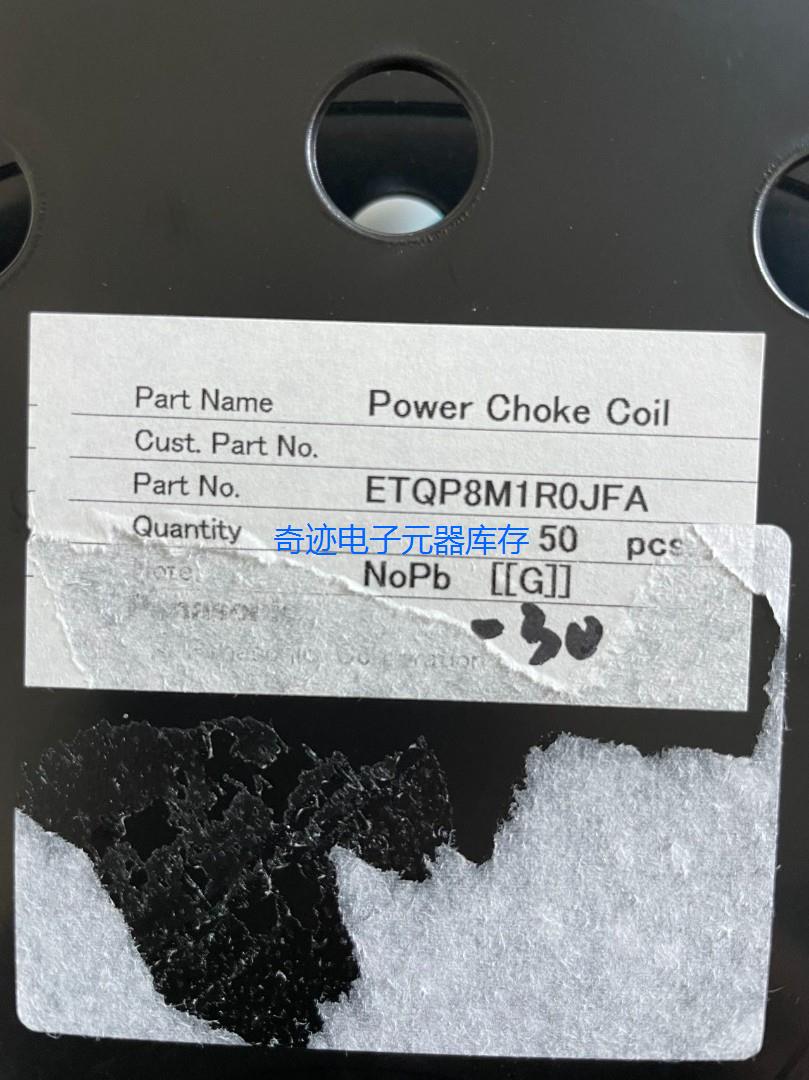 Part Name Power Choke Coil
Cust. Part No.
Part No. ETQP8M1R0JFA
Quantity 50 pcs
奇迹电子元器库存
NoPb [[G]]
-30